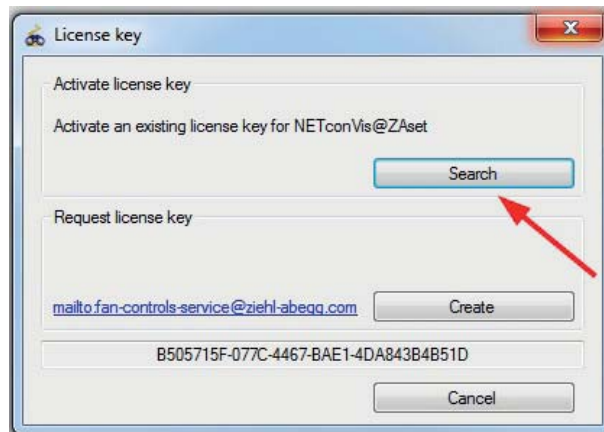 License key
Activate license key
Activate an existing license key for NETconVis@ZAset
Search
Request license key
mailto:fan-controls-service@ziehl-abegg.com
Create
B505715F-077C-4467-BAE1-4DA843B4B51D
Cancel